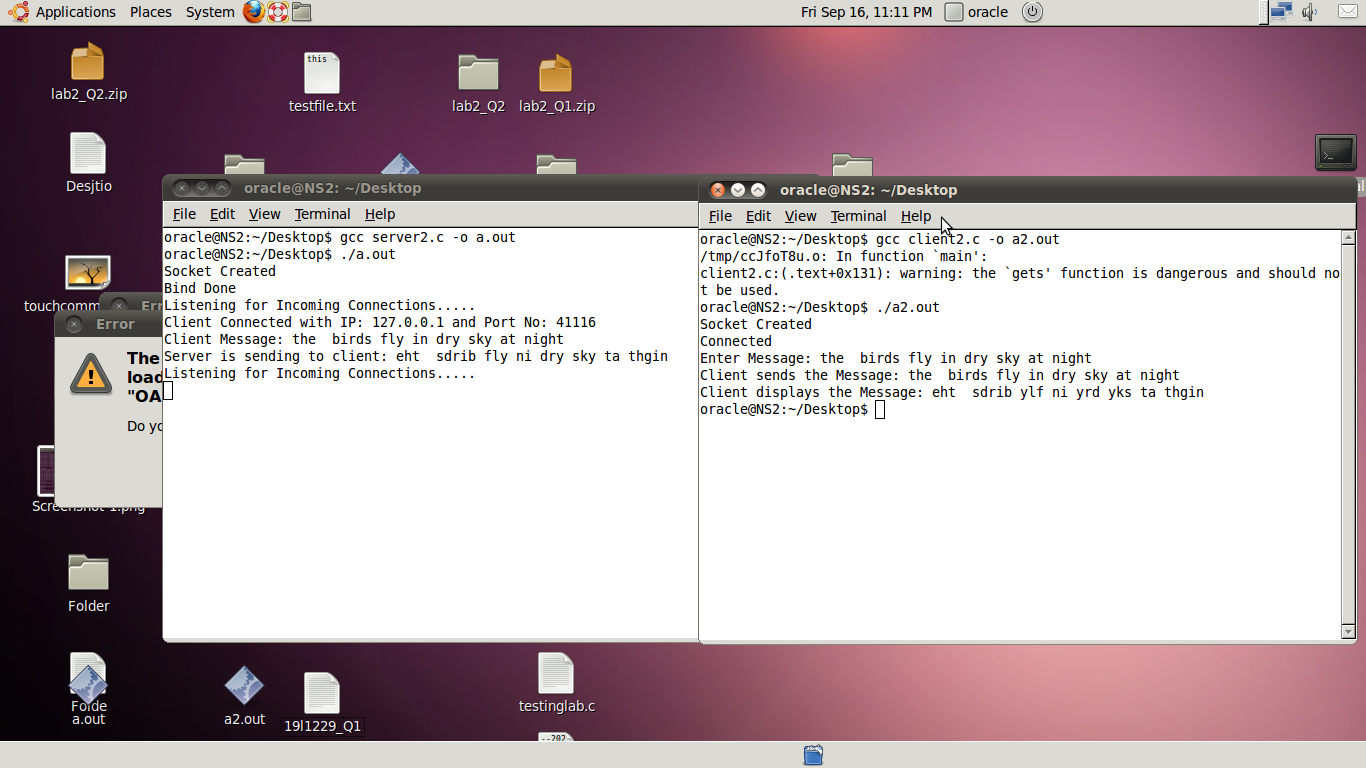 Applications Places System
Fri Sep 16, 11:11 PM oracle
lab2_Q2.zip
this
testfile.txt
lab2_Q2
lab2_Q1.zip
Desjtio
touchcomm
Error
The
load
"OA
Do yo
Screenshot-1.png
Folder
Folde
a.out
a2.out
19l1229_Q1
testinglab.c
--202
oracle@NS2: ~/Desktop
File Edit View Terminal Help
oracle@NS2:~/Desktop$ gcc server2.c -o a.out
oracle@NS2:~/Desktop$ ./a.out
Socket Created
Bind Done
Listening for Incoming Connections.....
Client Connected with IP: 127.0.0.1 and Port No: 41116
Client Message: the  birds fly in dry sky at night
Server is sending to client: eht  sdrib fly ni dry sky ta thgin
Listening for Incoming Connections.....
oracle@NS2: ~/Desktop
File Edit View Terminal Help
oracle@NS2:~/Desktop$ gcc client2.c -o a2.out
/tmp/ccJfoT8u.o: In function `main':
client2.c:(.text+0x131): warning: the `gets' function is dangerous and should no
t be used.
oracle@NS2:~/Desktop$ ./a2.out
Socket Created
Connected
Enter Message: the  birds fly in dry sky at night
Client sends the Message: the  birds fly in dry sky at night
Client displays the Message: eht  sdrib ylf ni yrd yks ta thgin
oracle@NS2:~/Desktop$